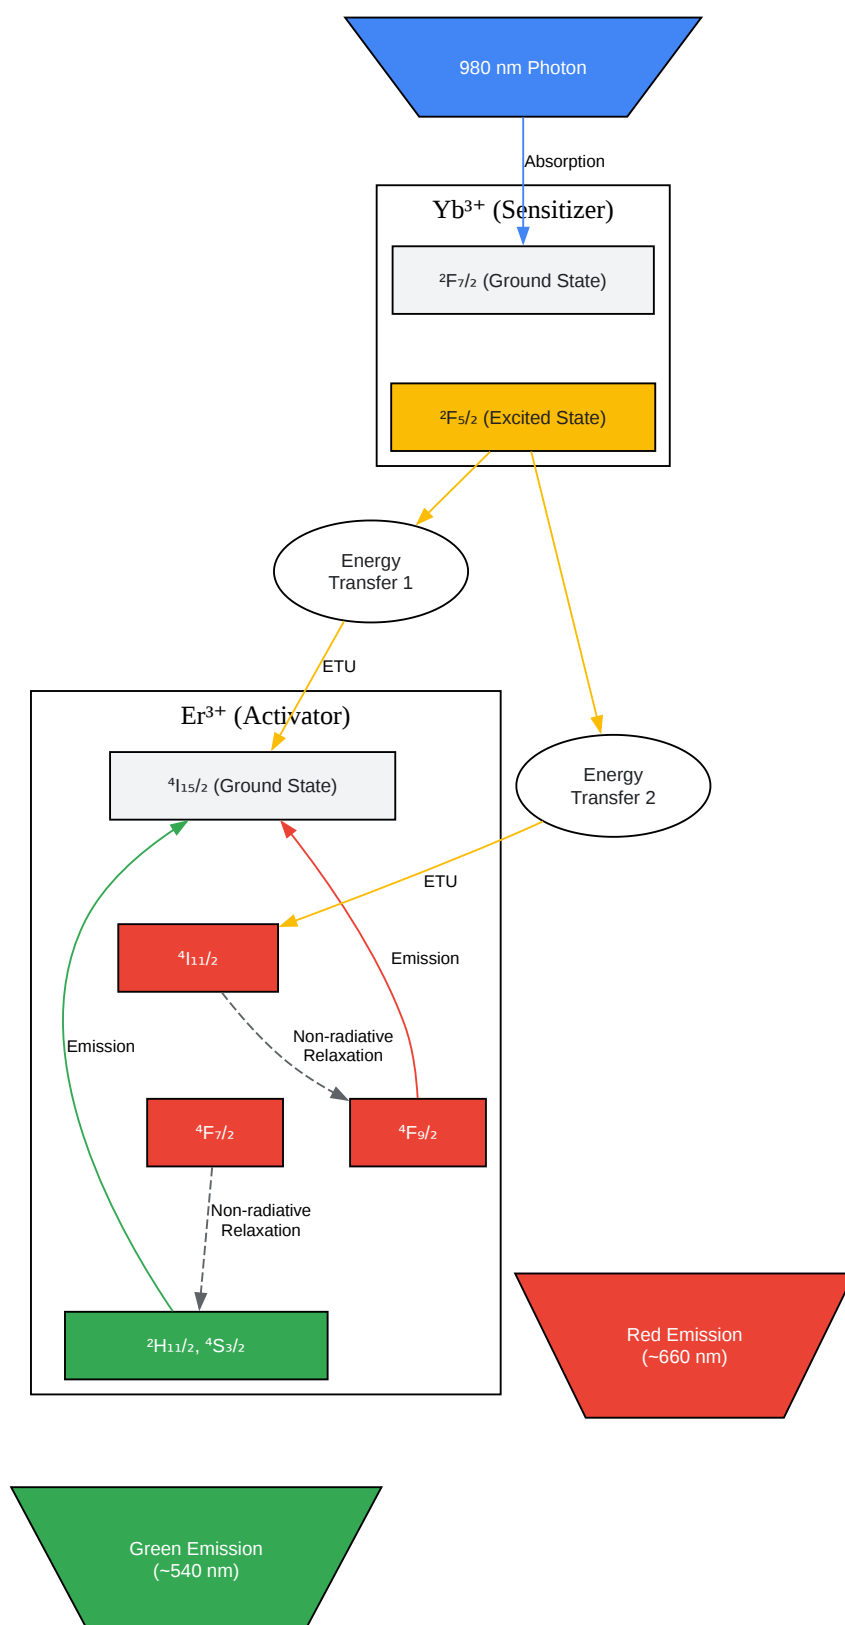 980 nm Photon
Absorption
Yb³⁺ (Sensitizer)
²F₇/₂ (Ground State)
²F₅/₂ (Excited State)
Energy
Transfer 1
ETU
Er³⁺ (Activator)
⁴I₁₅/₂ (Ground State)
Energy
Transfer 2
ETU
⁴I₁₁/₂
Emission
Non-radiative
Relaxation
Emission
⁴F₇/₂
⁴F₉/₂
Non-radiative
Relaxation
²H₁₁/₂, ⁴S₃/₂
Red Emission
(~660 nm)
Green Emission
(~540 nm)